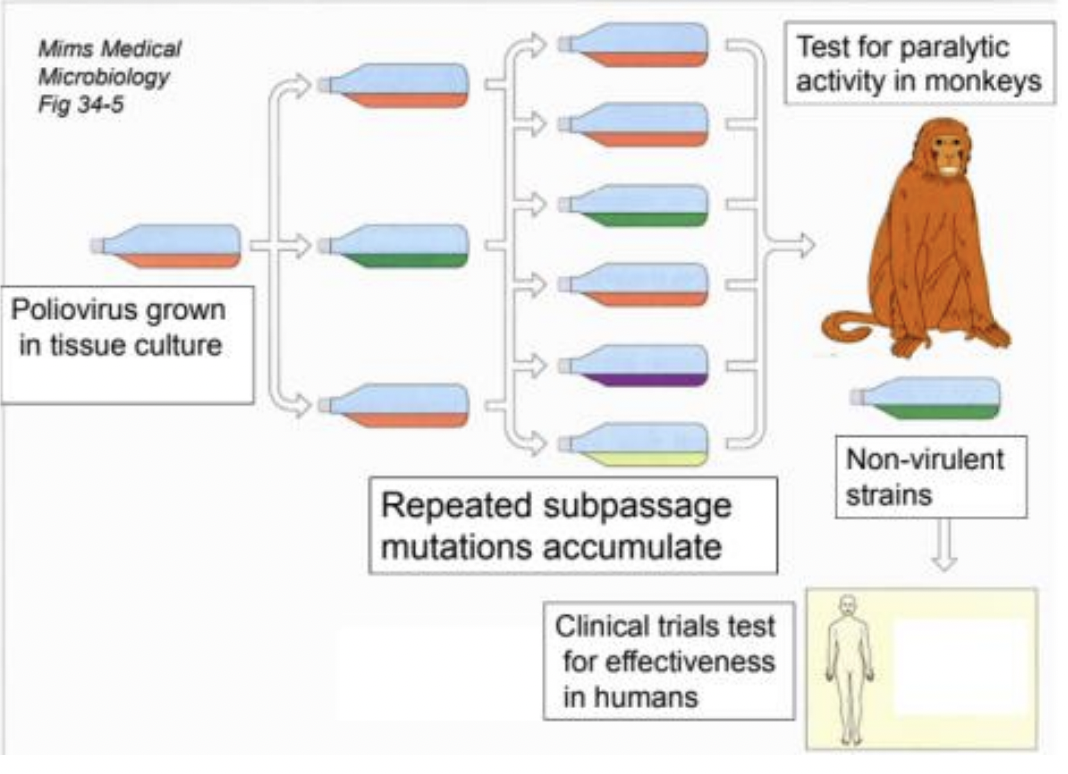 Mims Medical
Microbiology
Fig 34-5
Test for paralytic
activity in monkeys
Poliovirus grown
in tissue culture
Repeated subpassage
mutations accumulate
Non-virulent
strains
Clinical trials test
for effectiveness
in humans